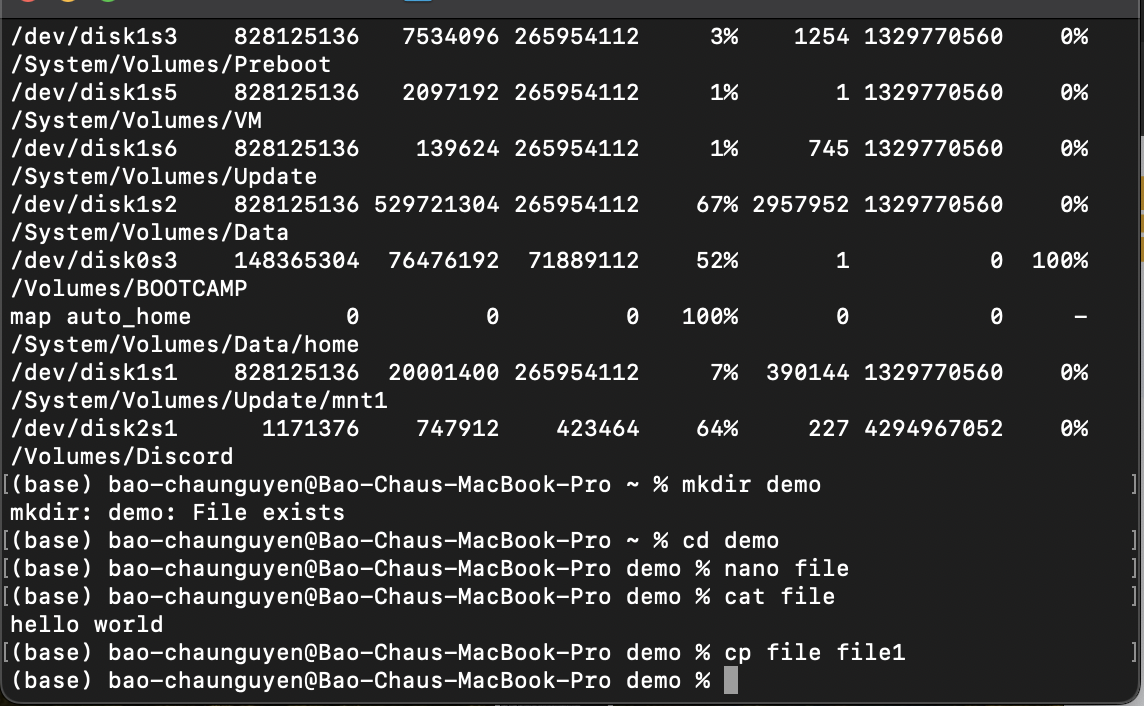 /dev/disk1s3    828125136   7534096 265954112     3%    1254 1329770560    0%
/System/Volumes/Preboot
/dev/disk1s5    828125136   2097192 265954112     1%       1 1329770560    0%
/System/Volumes/VM
/dev/disk1s6    828125136    139624 265954112     1%     745 1329770560    0%
/System/Volumes/Update
/dev/disk1s2    828125136 529721304 265954112    67% 2957952 1329770560    0%
/System/Volumes/Data
/dev/disk0s3    148365304  76476192  71889112    52%       1          0  100%
/Volumes/BOOTCAMP
map auto_home           0         0         0   100%       0          0     -
/System/Volumes/Data/home
/dev/disk1s1    828125136  20001400 265954112     7%  390144 1329770560    0%
/System/Volumes/Update/mnt1
/dev/disk2s1      1171376    747912    423464    64%     227 4294967052    0%
/Volumes/Discord
[(base) bao-chaunguyen@Bao-Chaus-MacBook-Pro ~ % mkdir demo ]
mkdir: demo: File exists
[(base) bao-chaunguyen@Bao-Chaus-MacBook-Pro ~ % cd demo ]
[(base) bao-chaunguyen@Bao-Chaus-MacBook-Pro demo % nano file ]
[(base) bao-chaunguyen@Bao-Chaus-MacBook-Pro demo % cat file ]
hello world
[(base) bao-chaunguyen@Bao-Chaus-MacBook-Pro demo % cp file file1 ]
(base) bao-chaunguyen@Bao-Chaus-MacBook-Pro demo %